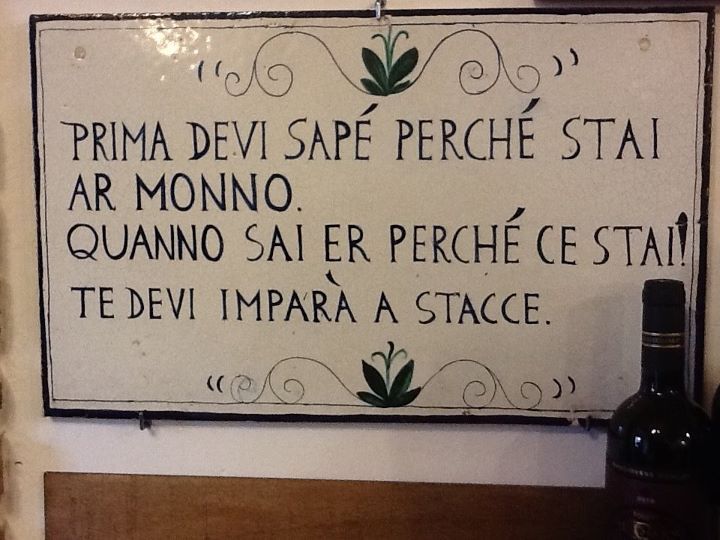 PRIMA DEVI SAPÉ PERCHÉ STAI
AR MONNO.
QUANNO SAI ER PERCHÉ CE STAI!
TE DEVI IMPARÀ A STACCE.